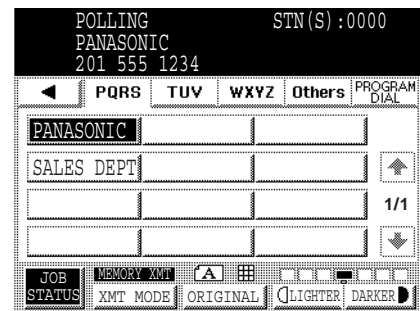 POLLING STN(S):0000
PANASONIC
201 555 1234
◄ PQRS TUV WXYZ Others PROGRAM DIAL
PANASONIC
SALES DEPT
1/1
JOB STATUS MEMORY XMT A
XMT MODE ORIGINAL LIGHTER DARKER